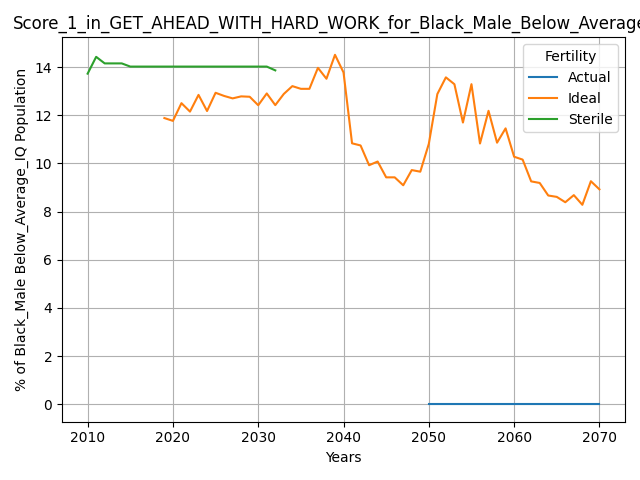 Score_1_in_GET_AHEAD_WITH_HARD_WORK_for_Black_Male_Below_Average
% of Black_Male Below_Average_IQ Population
14
12
10
8
6
4
2
0
Fertility
Actual
Ideal
Sterile
2010 2020 2030 2040 2050 2060 2070
Years